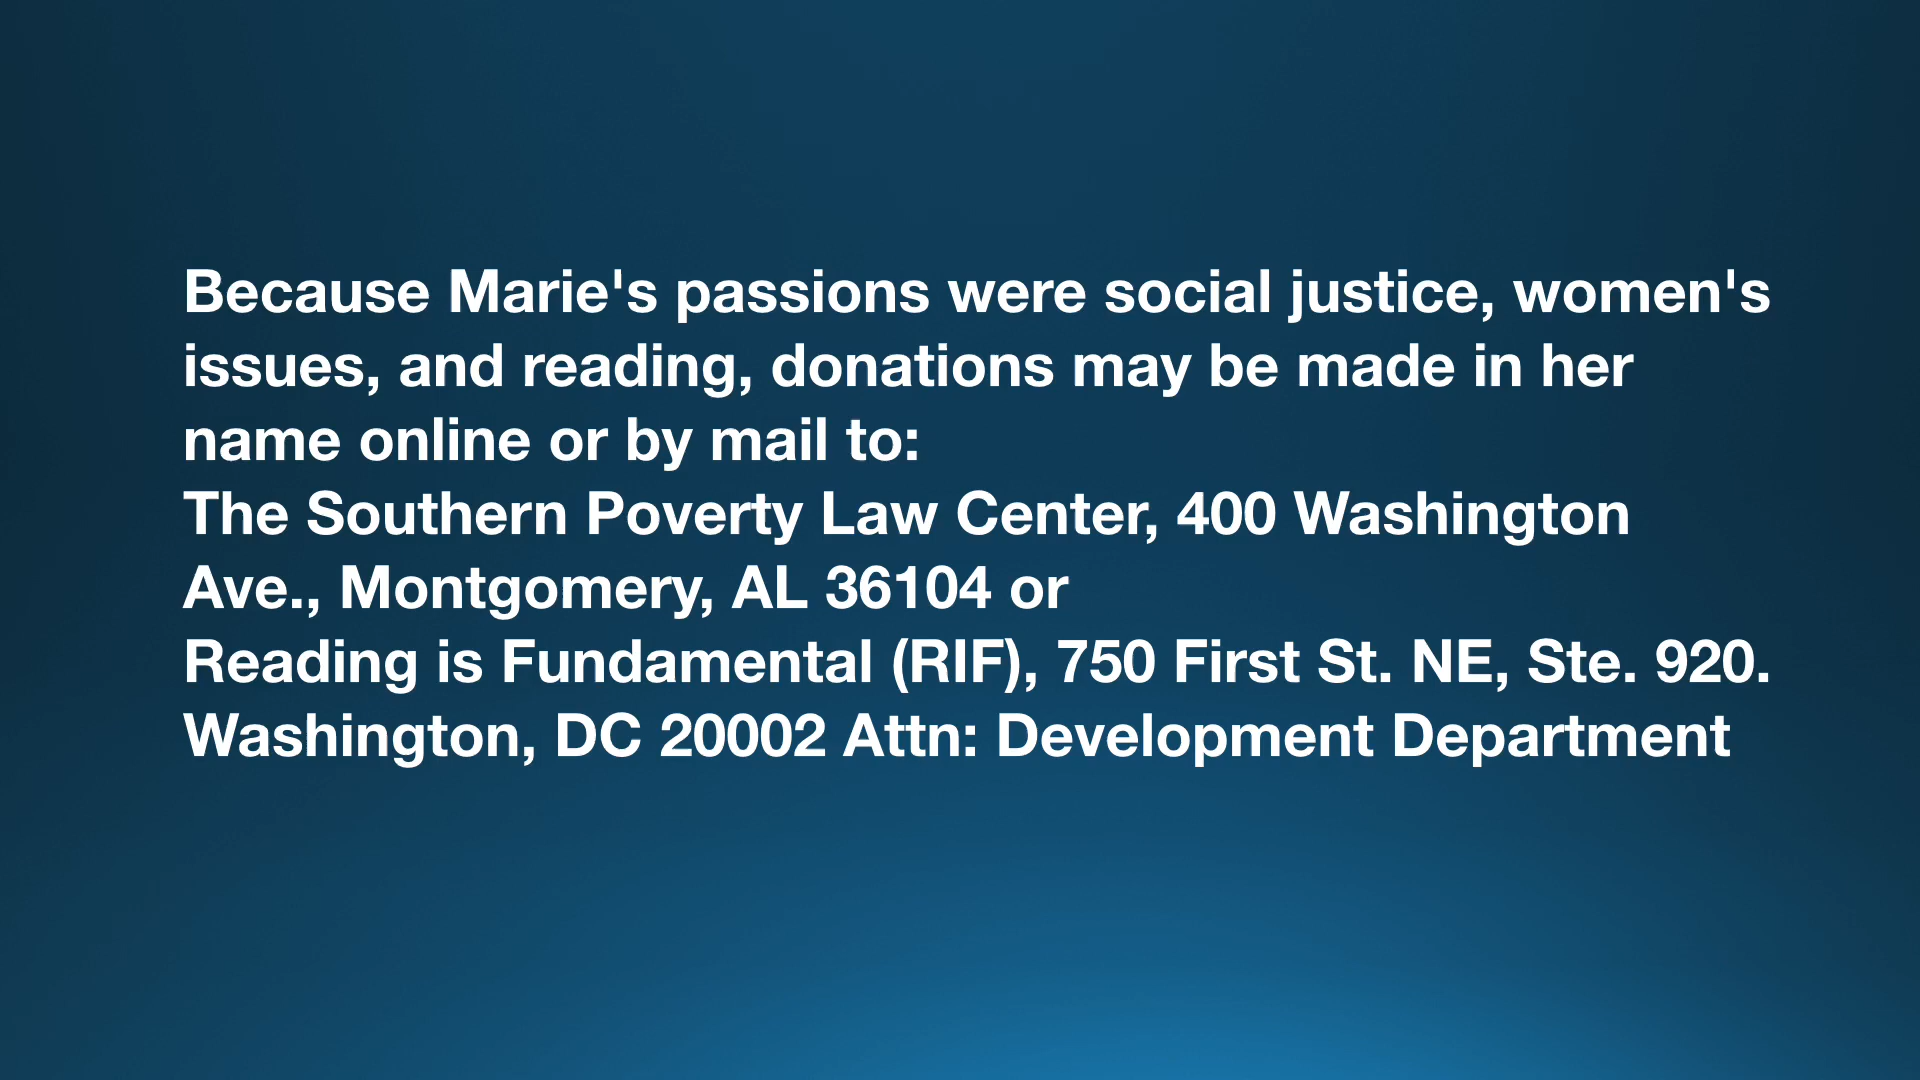 Because Marie's passions were social justice, women's
issues, and reading, donations may be made in her
name online or by mail to:
The Southern Poverty Law Center, 400 Washington
Ave., Montgomery, AL 36104 or
Reading is Fundamental (RIF), 750 First St. NE, Ste. 920.
Washington, DC 20002 Attn: Development Department